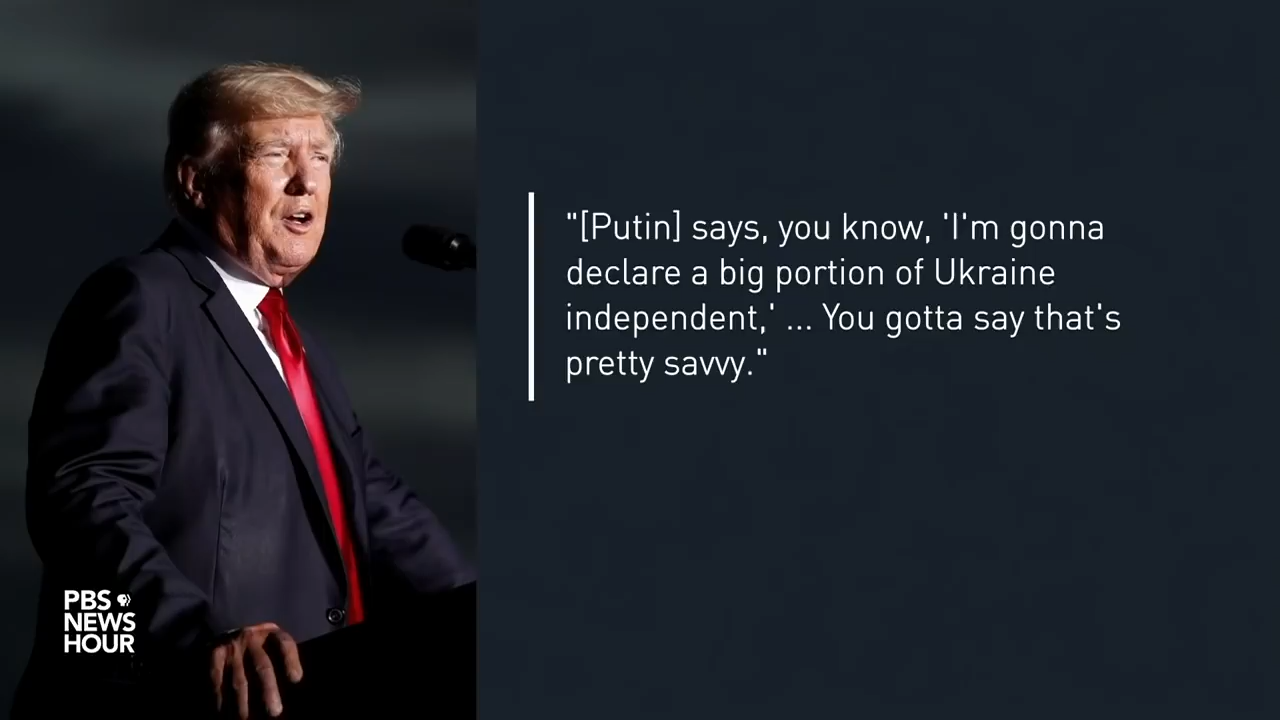 "[Putin] says, you know, 'I'm gonna
declare a big portion of Ukraine
independent,' ... You gotta say that's
pretty savvy."
PBS
NEWS
HOUR